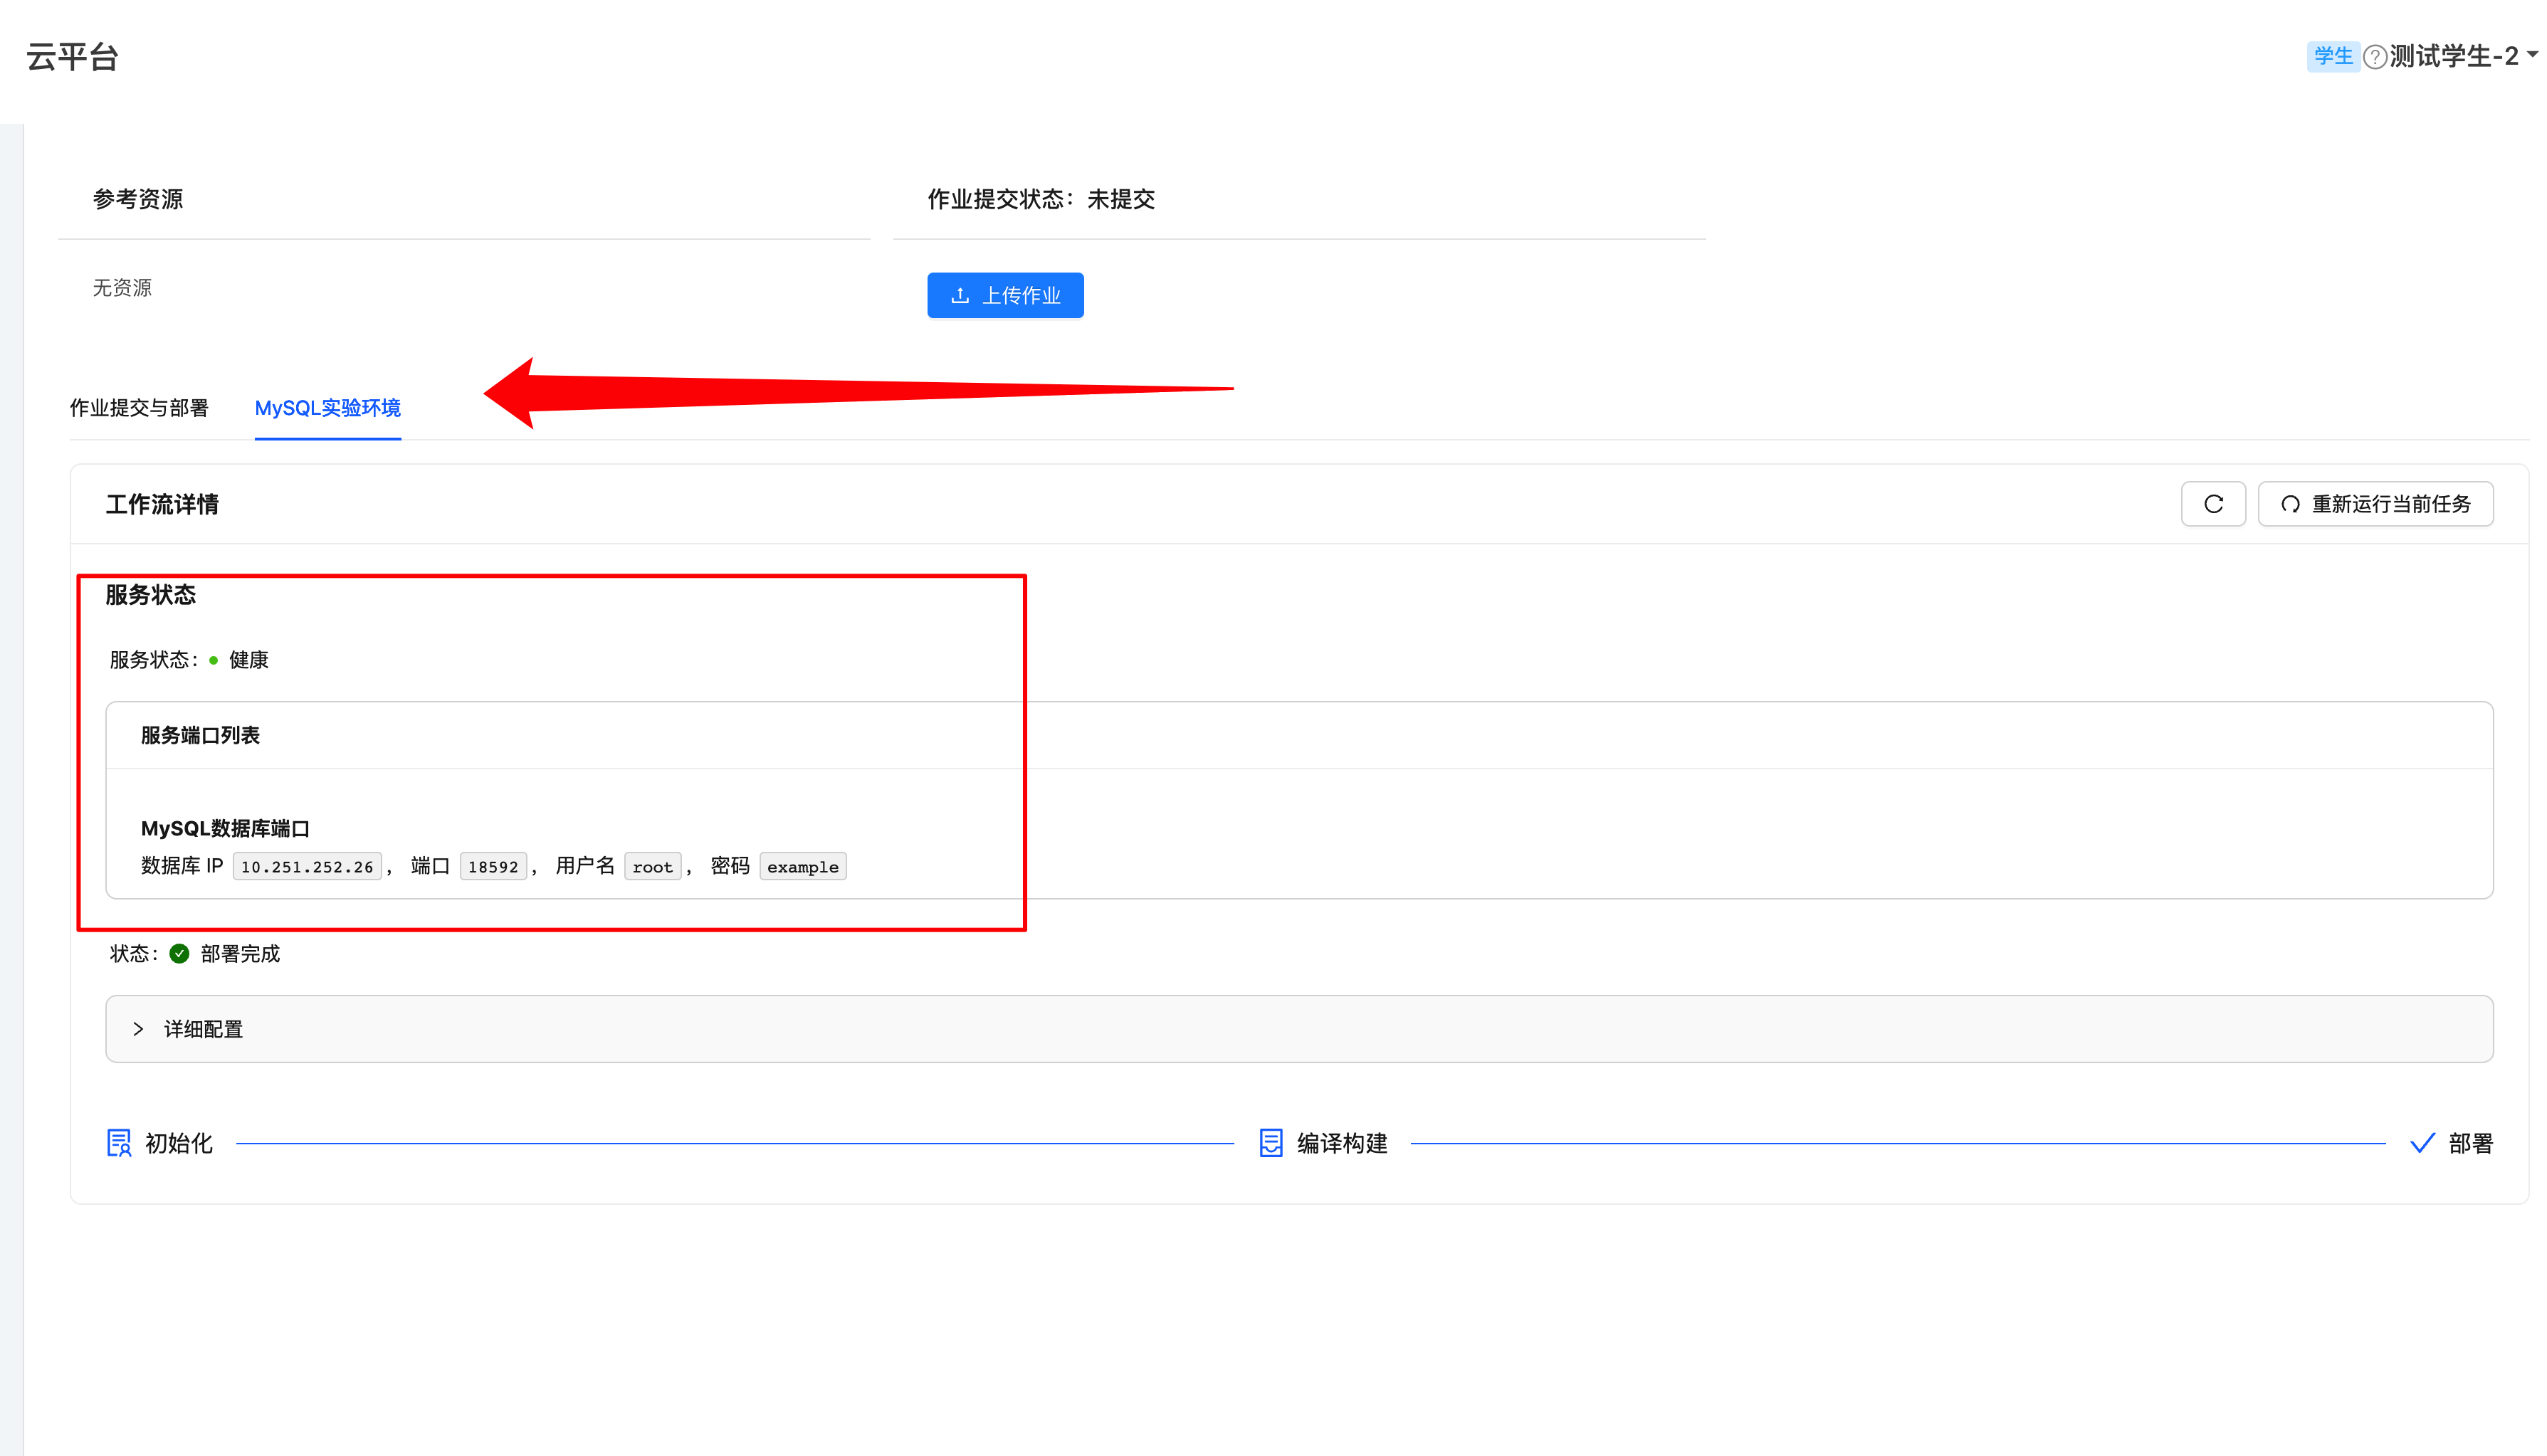 云平台
学生 ? 测试学生-2
参考资源
作业提交状态：未提交
无资源
上传作业
作业提交与部署
MySQL实验环境
工作流详情
重新运行当前任务
服务状态
服务状态： 健康
服务端口列表
MySQL数据库端口
数据库 IP 10.251.252.26， 端口 18592， 用户名 root， 密码 example
状态： 部署完成
详细配置
初始化
编译构建
部署